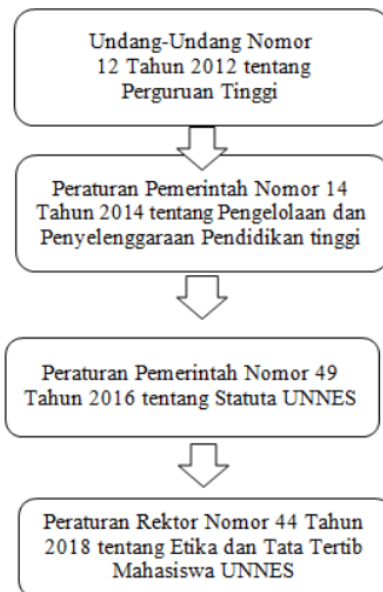 Undang-Undang Nomor
12 Tahun 2012 tentang
Perguruan Tinggi
Peraturan Pemerintah Nomor 14
Tahun 2014 tentang Pengelolaan dan
Penyelenggaraan Pendidikan tinggi
Peraturan Pemerintah Nomor 49
Tahun 2016 tentang Statuta UNNES
Peraturan Rektor Nomor 44 Tahun
2018 tentang Etika dan Tata Tertib
Mahasiswa UNNES